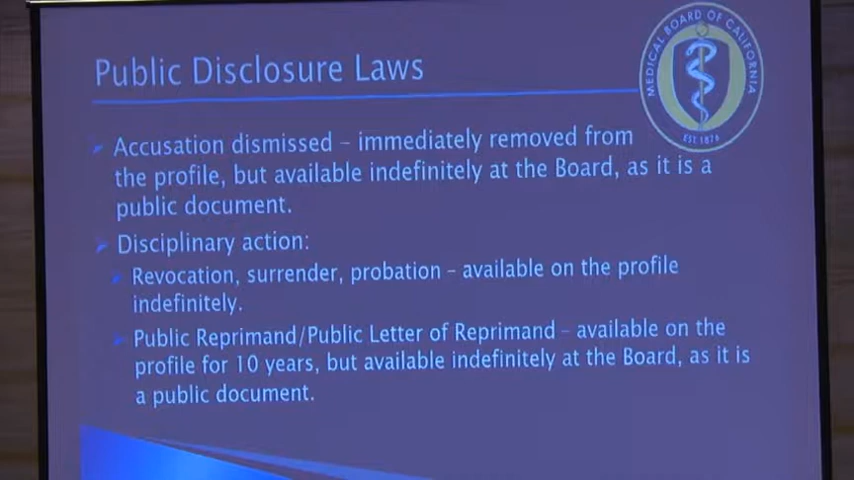 Public Disclosure Laws
MEDICAL BOARD OF CALIFORNIA
EST. 1876
Accusation dismissed – immediately removed from
the profile, but available indefinitely at the Board, as it is a
public document.
Disciplinary action:
Revocation, surrender, probation – available on the profile
indefinitely.
Public Reprimand/Public Letter of Reprimand – available on the
profile for 10 years, but available indefinitely at the Board, as it is
a public document.